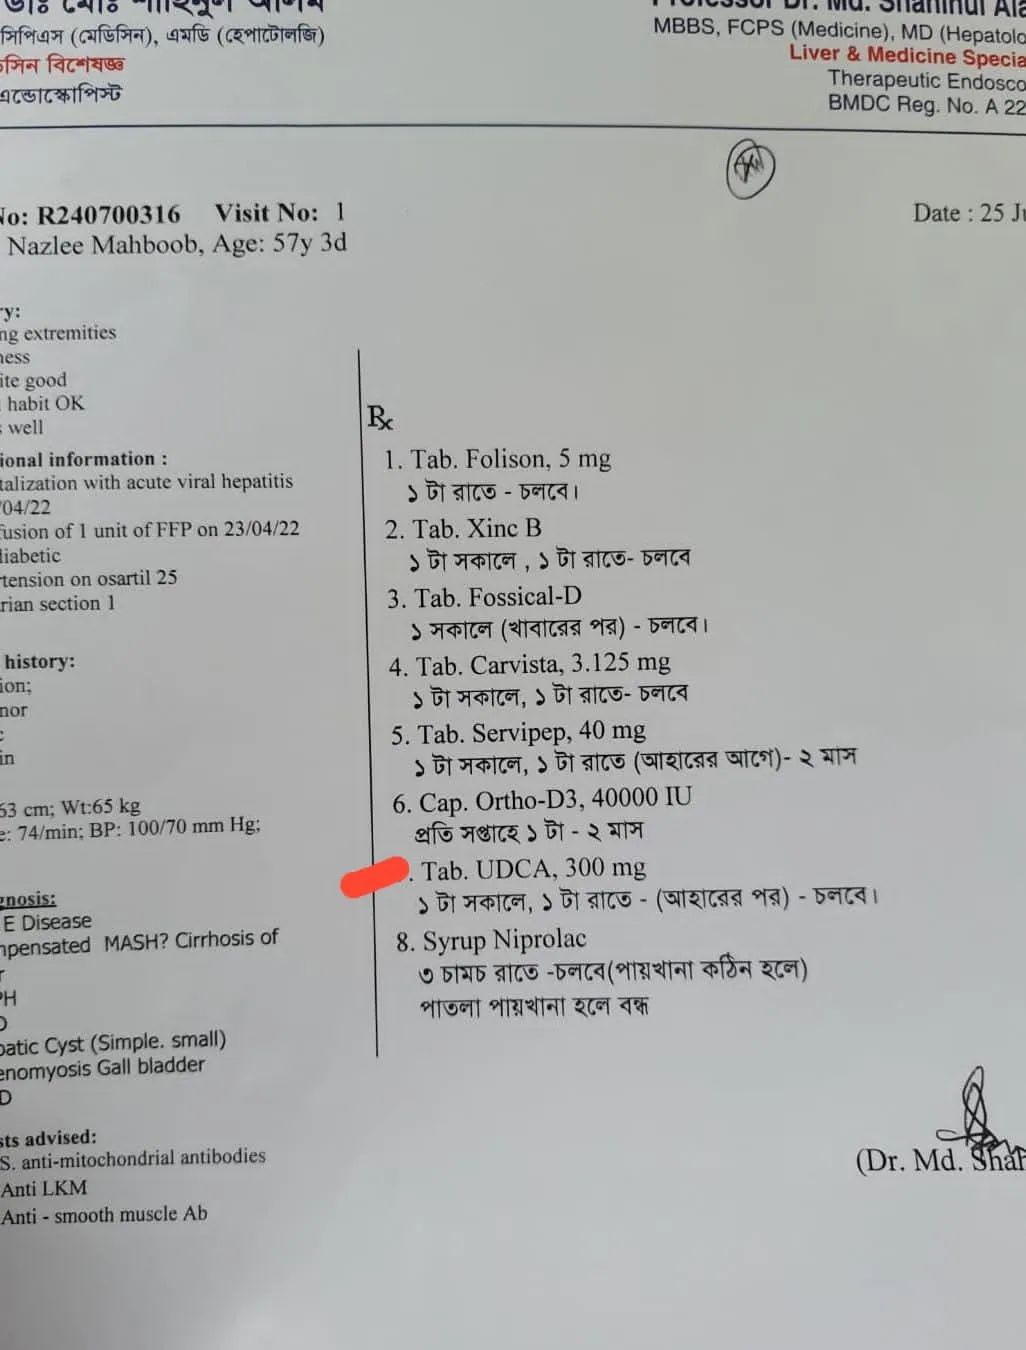 সিপিএস (মেডিসিন), এমডি (হেপাটোলজি)
সিন বিশেষজ্ঞ
এন্ডোস্কোপিস্ট
Professor Dr. Md. Shahinul Ala
MBBS, FCPS (Medicine), MD (Hepatolo
Liver & Medicine Specia
Therapeutic Endosco
BMDC Reg. No. A 22
No: R240700316 Visit No: 1
Date : 25 Ju
Nazlee Mahboob, Age: 57y 3d
ry:
ng extremities
ness
ite good
habit OK
s well
ional information :
talization with acute viral hepatitis
/04/22
fusion of 1 unit of FFP on 23/04/22
diabetic
rtension on osartil 25
rian section 1
history:
ion;
nor
c
in
63 cm; Wt:65 kg
e: 74/min; BP: 100/70 mm Hg;
gnosis:
E Disease
mpensated MASH? Cirrhosis of
r
PH
D
patic Cyst (Simple. small)
enomyosis Gall bladder
D
sts advised:
S. anti-mitochondrial antibodies
Anti LKM
Anti - smooth muscle Ab
Rx
1. Tab. Folison, 5 mg
১ টা রাতে - চলবে।
2. Tab. Xinc B
১ টা সকালে , ১ টা রাতে- চলবে
3. Tab. Fossical-D
১ সকালে (খাবারের পর) - চলবে।
4. Tab. Carvista, 3.125 mg
১ টা সকালে, ১ টা রাতে- চলবে
5. Tab. Servipep, 40 mg
১ টা সকালে, ১ টা রাতে (আহারের আগে)- ২ মাস
6. Cap. Ortho-D3, 40000 IU
প্রতি সপ্তাহে ১ টা - ২ মাস
. Tab. UDCA, 300 mg
১ টা সকালে, ১ টা রাতে - (আহারের পর) - চলবে।
8. Syrup Niprolac
৩ চামচ রাতে -চলবে(পায়খানা কঠিন হলে)
পাতলা পায়খানা হলে বন্ধ
(Dr. Md. Shah